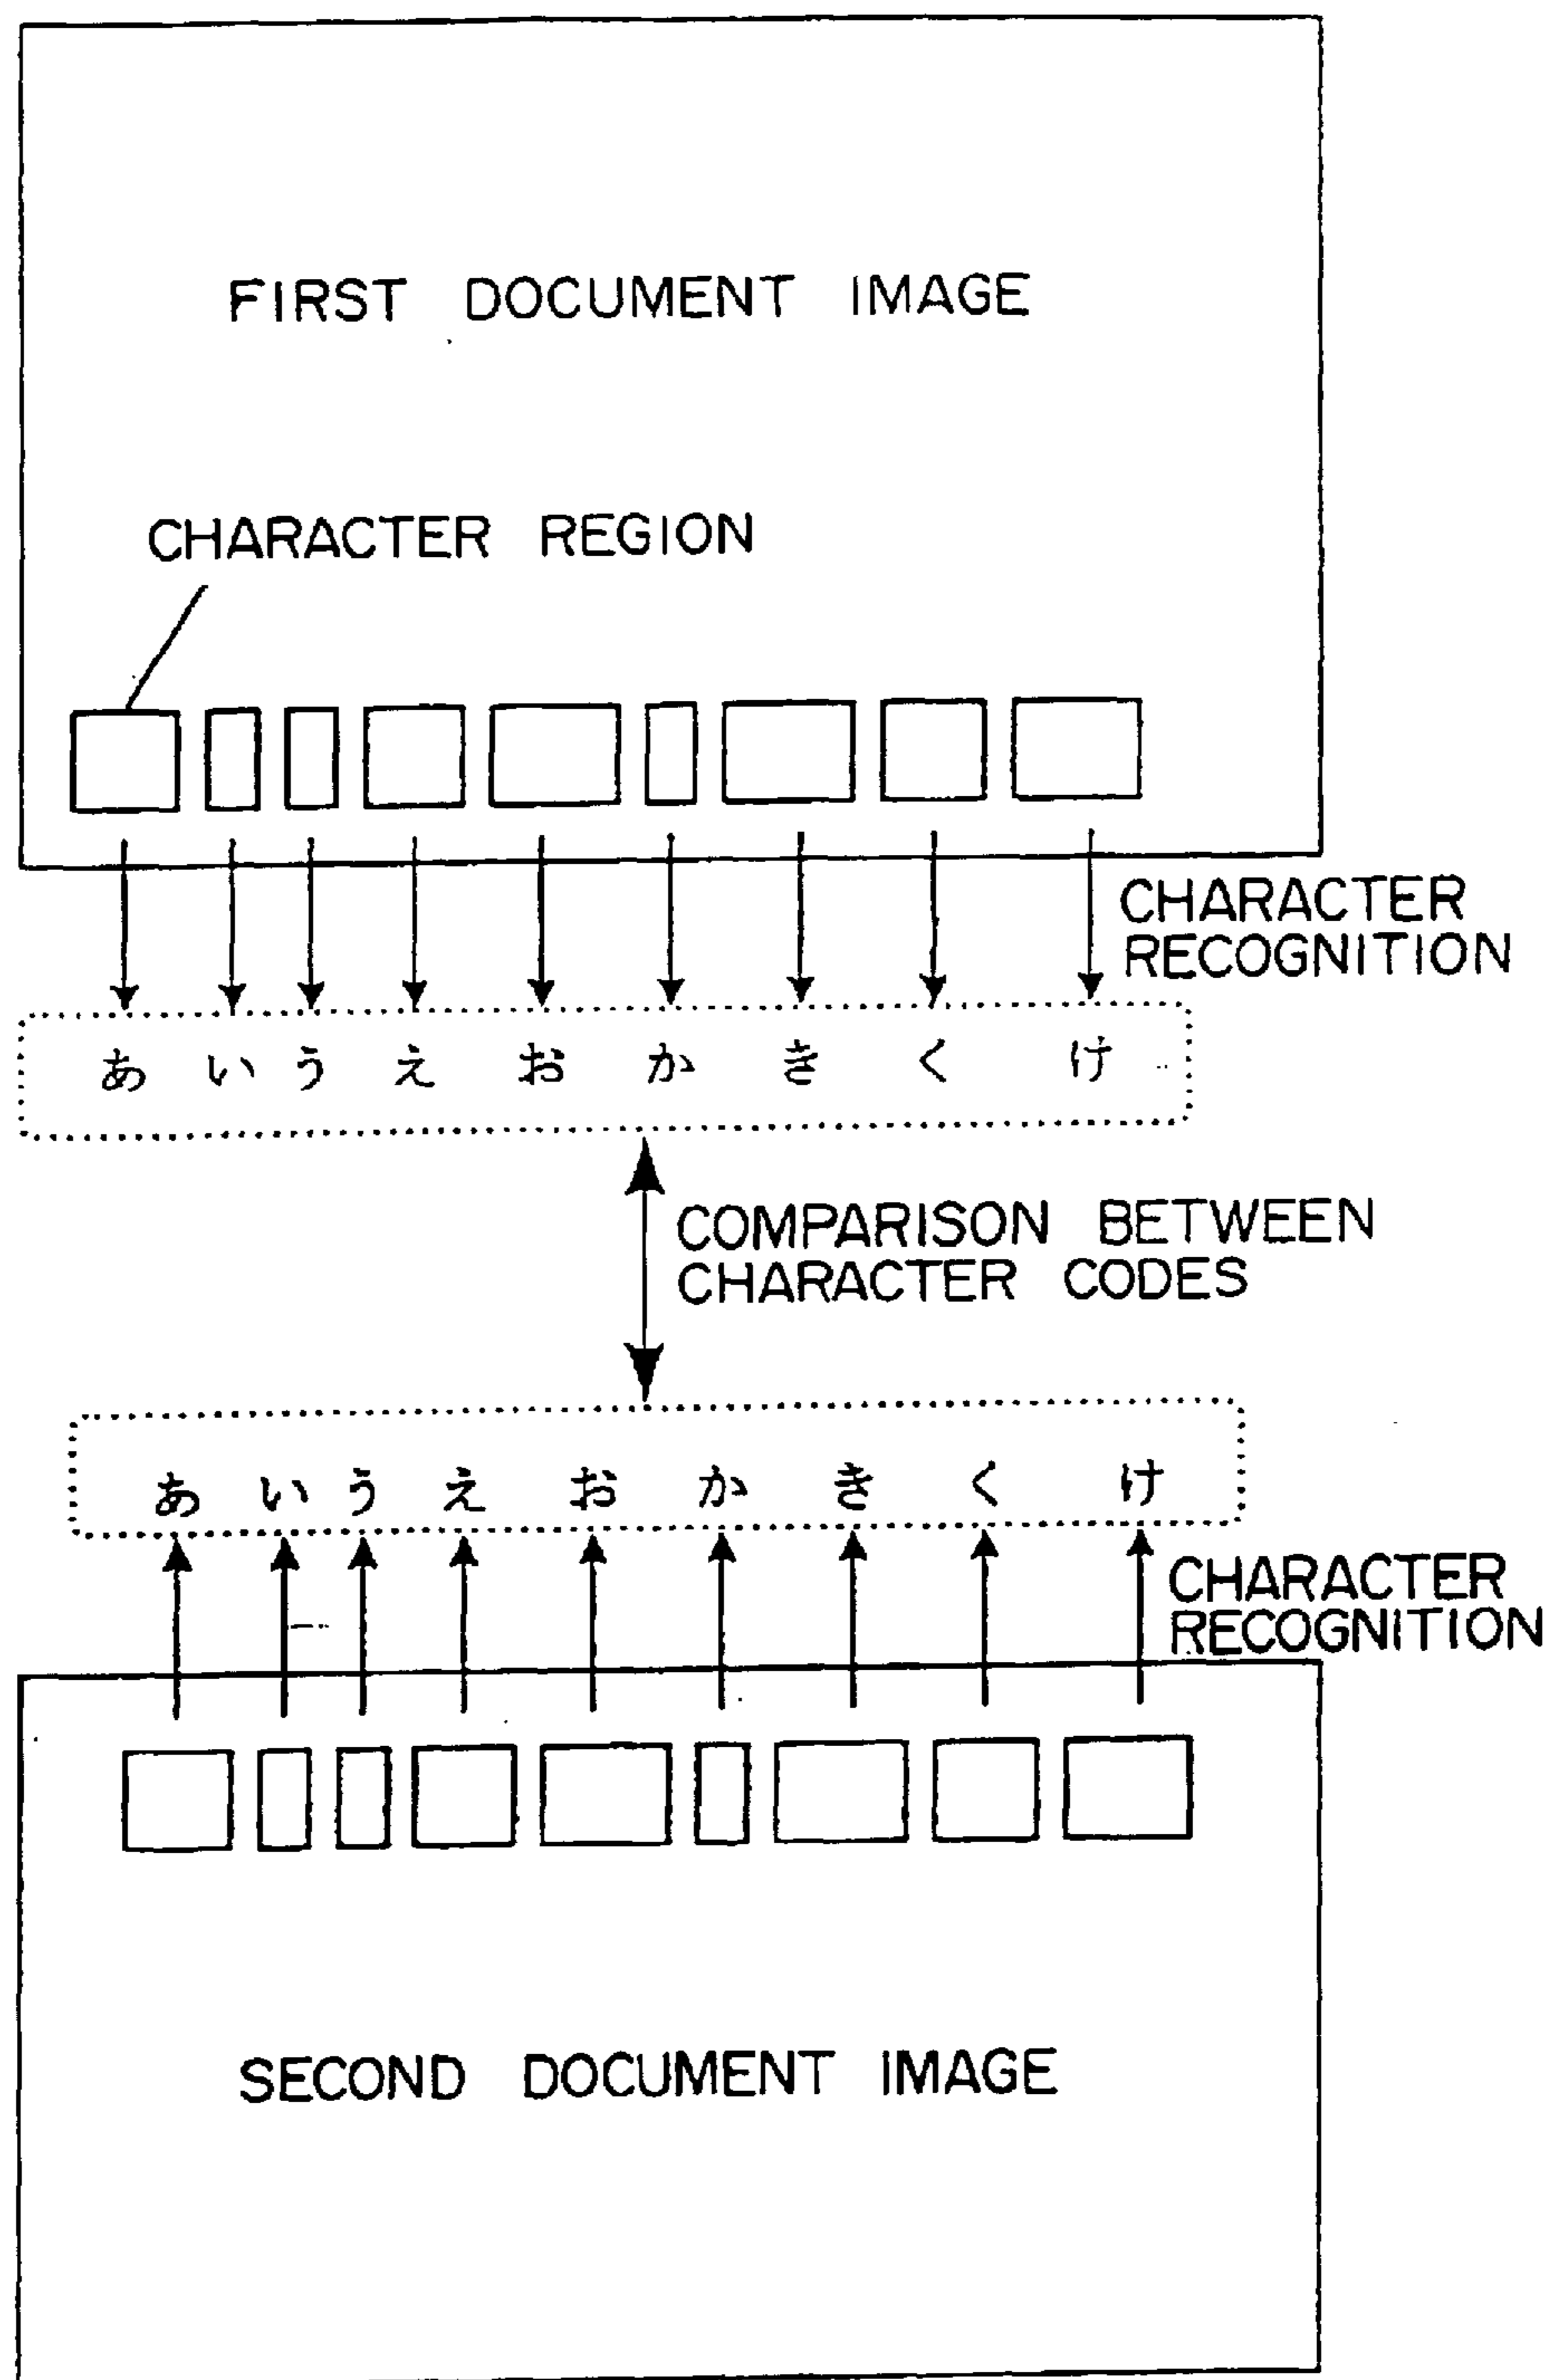 FIRST DOCUMENT IMAGE
CHARACTER REGION
CHARACTER
RECOGNITION
あ い う え お か き く け
COMPARISON BETWEEN
CHARACTER CODES
あ い う え お か き く け
CHARACTER
RECOGNITION
SECOND DOCUMENT IMAGE